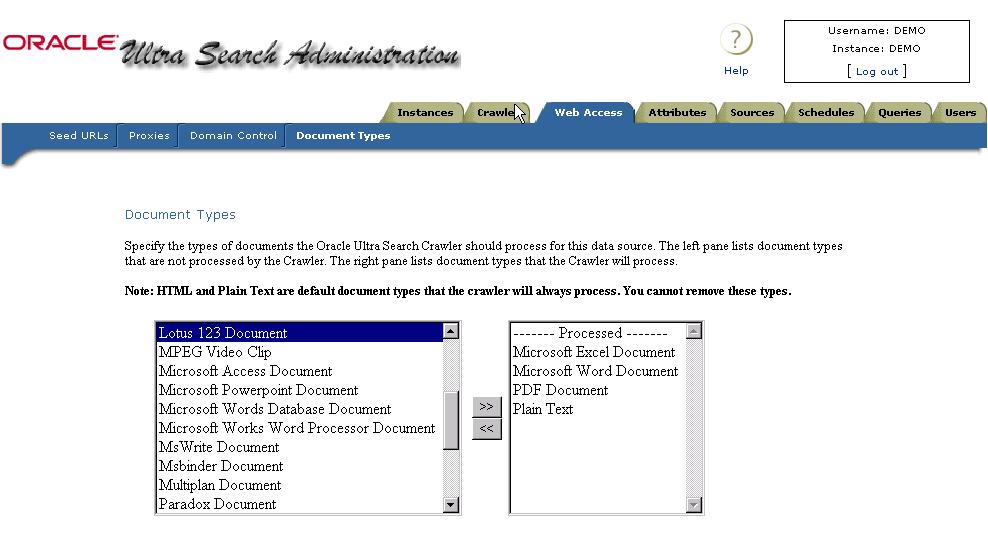 ORACLE Ultra Search Administration
Help
Username: DEMO
Instance: DEMO
[ Log out ]
Instances Crawle Web Access Attributes Sources Schedules Queries Users
Seed URLs Proxies Domain Control Document Types
Document Types
Specify the types of documents the Oracle Ultra Search Crawler should process for this data source. The left pane lists document types
that are not processed by the Crawler. The right pane lists document types that the Crawler will process.
Note: HTML and Plain Text are default document types that the crawler will always process. You cannot remove these types.
Lotus 123 Document
MPEG Video Clip
Microsoft Access Document
Microsoft Powerpoint Document
Microsoft Words Database Document
Microsoft Works Word Processor Document
MsWrite Document
Msbinder Document
Multiplan Document
Paradox Document
>>
<<
------- Processed -------
Microsoft Excel Document
Microsoft Word Document
PDF Document
Plain Text